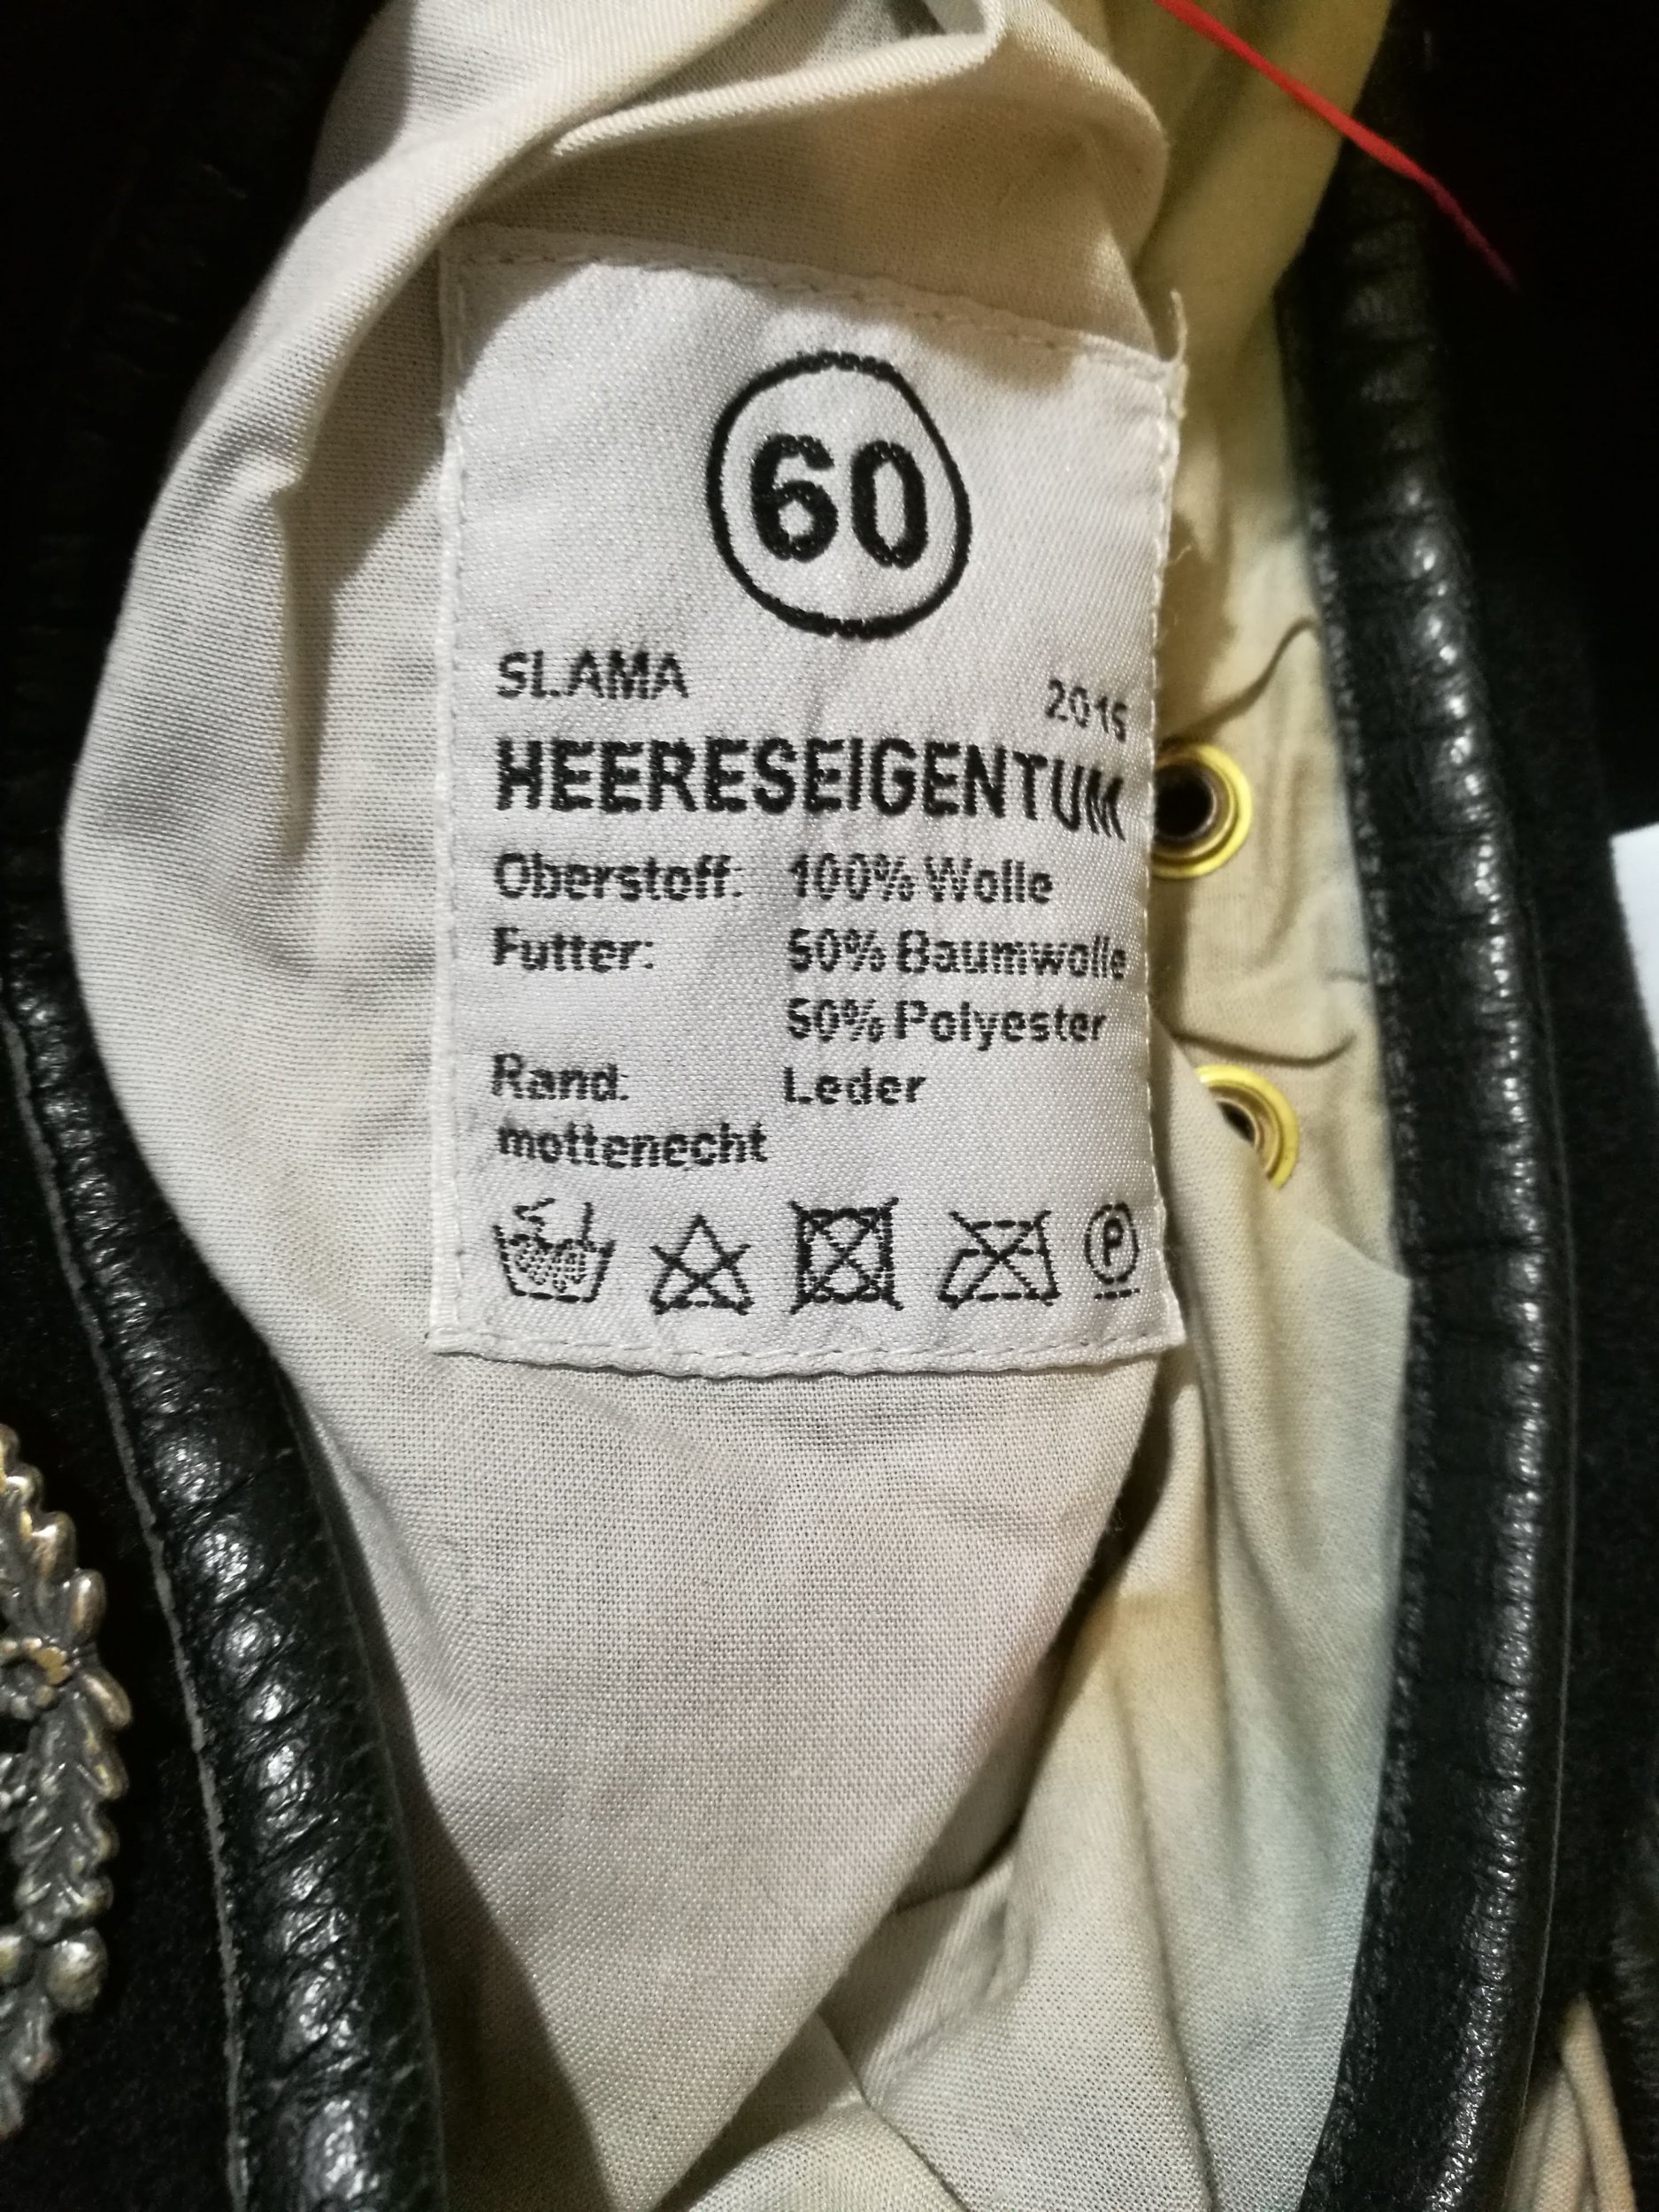 60
SLAMA 2015
HEERESEIGENTUM
Oberstoff: 100% Wolle
Futter: 50% Baumwolle
50% Polyester
Rand: Leder
mottenecht
P